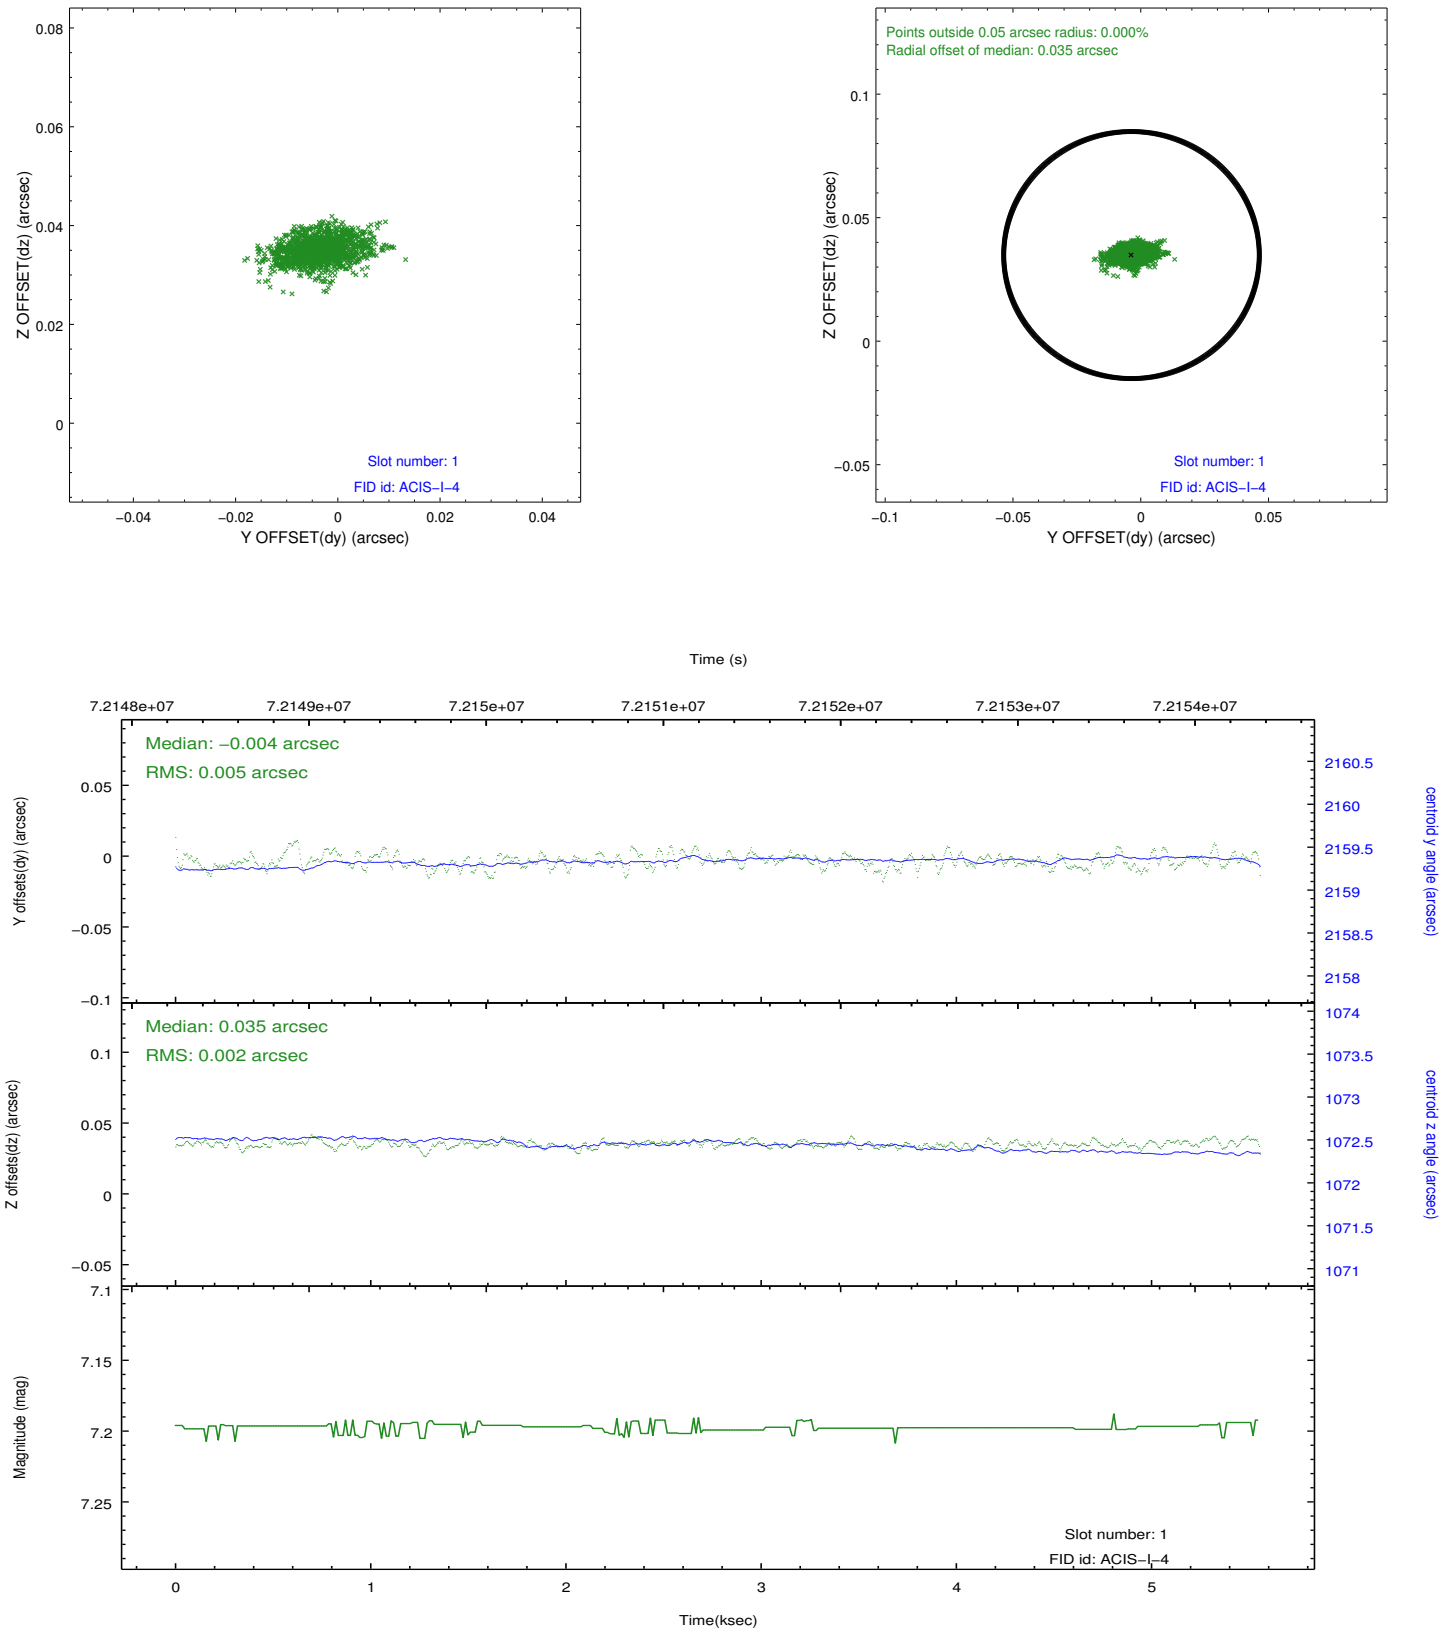 0.08
0.06
0.04
0.02
0
Z OFFSET(dz) (arcsec)
Slot number: 1
FID id: ACIS−I−4
−0.04
−0.02
0
0.02
0.04
Y OFFSET(dy) (arcsec)
Points outside 0.05 arcsec radius: 0.000%
Radial offset of median: 0.035 arcsec
0.1
0.05
0
−0.05
Z OFFSET(dz) (arcsec)
Slot number: 1
FID id: ACIS−I−4
−0.1
−0.05
0
0.05
Y OFFSET(dy) (arcsec)
Time (s)
7.2148e+07
7.2149e+07
7.215e+07
7.2151e+07
7.2152e+07
7.2153e+07
7.2154e+07
Median: −0.004 arcsec
RMS: 0.005 arcsec
0.05
0
−0.05
−0.1
Y offsets(dy) (arcsec)
2160.5
2160
2159.5
2159
2158.5
2158
centroid y angle (arcsec)
Median: 0.035 arcsec
RMS: 0.002 arcsec
0.1
0.05
0
−0.05
Z offsets(dz) (arcsec)
1074
1073.5
1073
1072.5
1072
1071.5
1071
centroid z angle (arcsec)
7.1
7.15
7.2
7.25
Magnitude (mag)
Slot number: 1
FID id: ACIS−I−4
0
1
2
3
4
5
Time(ksec)